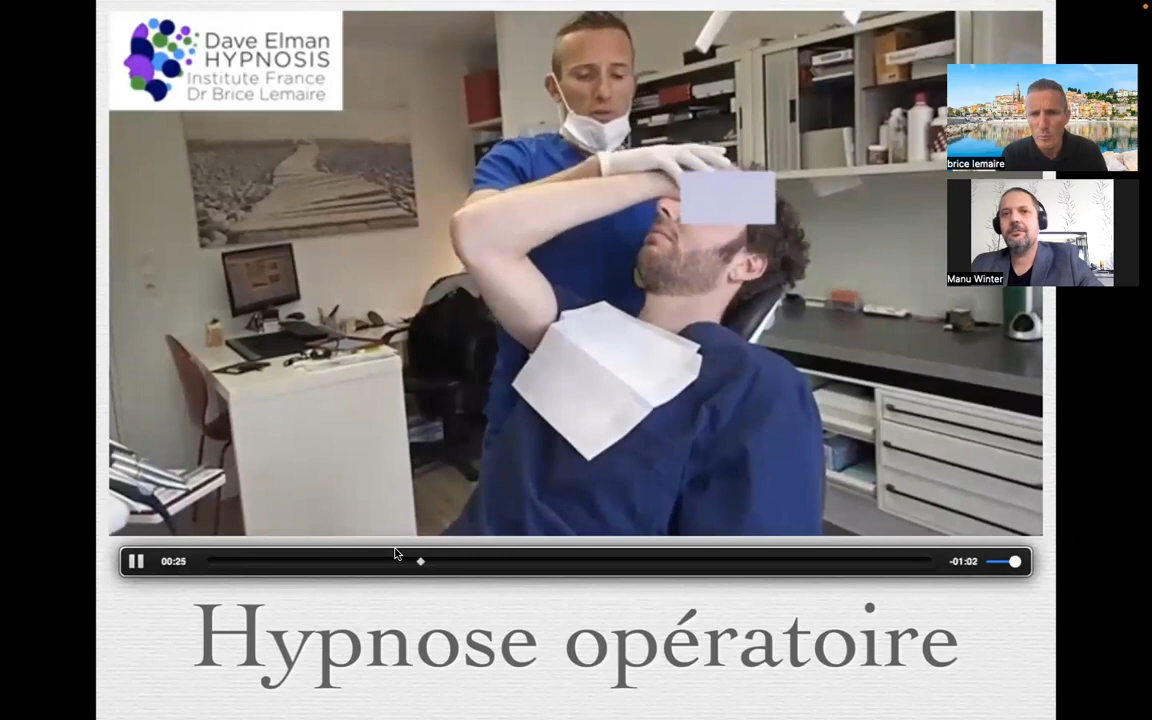 Dave Elman
HYPNOSIS
Institute France
Dr Brice Lemaire
brice lemaire
Manu Winter
00:25
-01:02
Hypnose opératoire